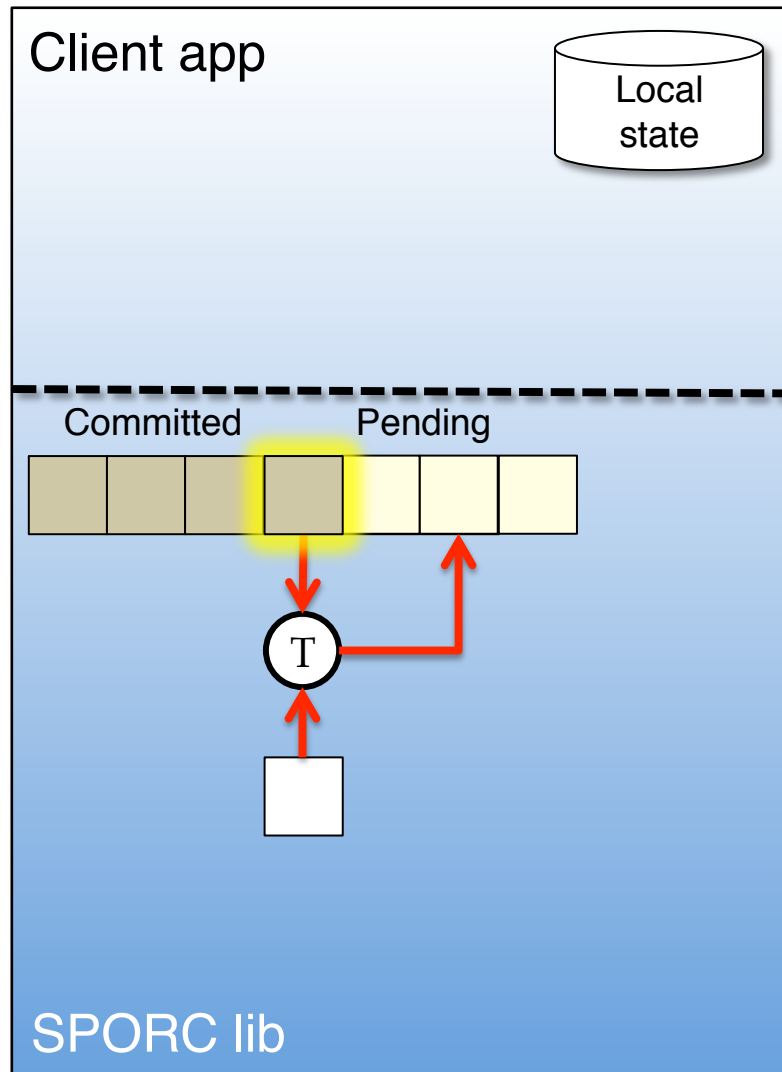 Client app
Local
state
Committed
Pending
T
SPORC lib